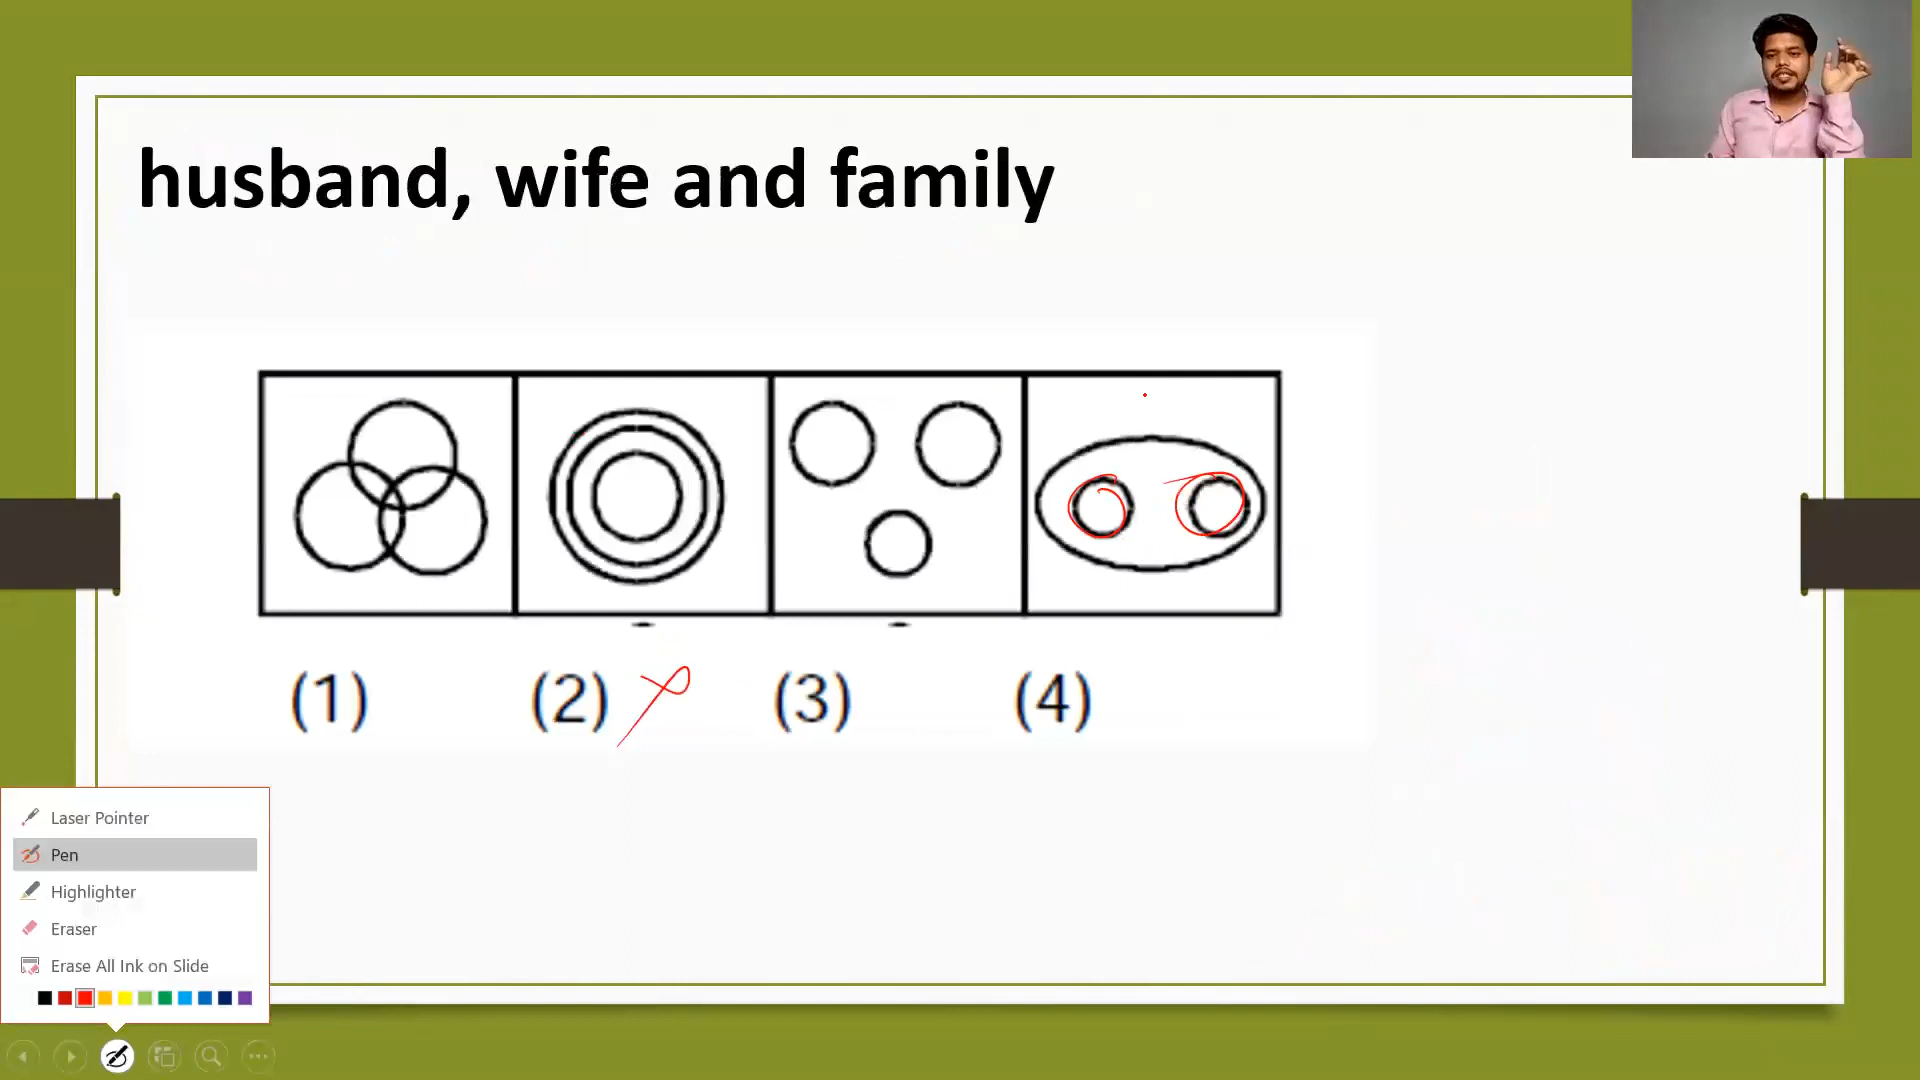 husband, wife and family
(1) (2) (3) (4)
Laser Pointer
Pen
Highlighter
Eraser
Erase All Ink on Slide